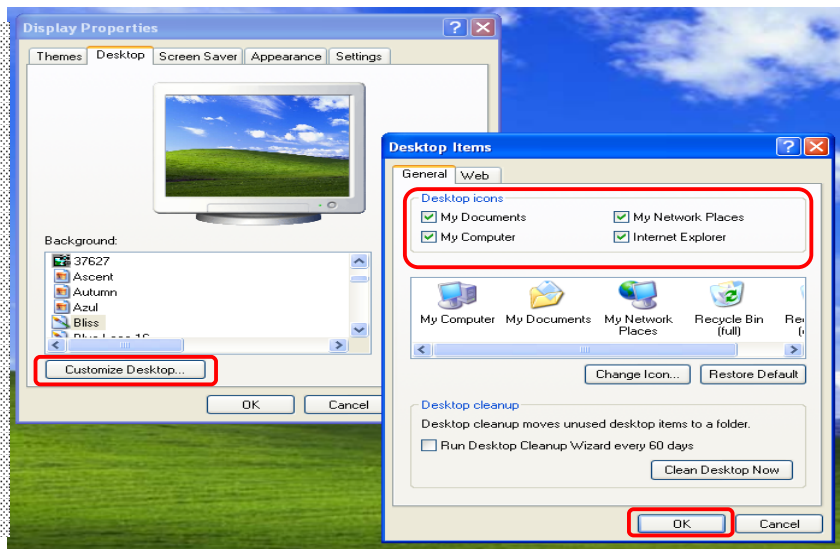 Display Properties
Themes Desktop Screen Saver Appearance Settings
Background:
37627
Ascent
Autumn
Azul
Bliss
Customize Desktop...
OK Cancel
Desktop Items
General Web
Desktop icons
My Documents My Network Places
My Computer Internet Explorer
My Computer My Documents My Network Places Recycle Bin (full)
Change Icon... Restore Default
Desktop cleanup
Desktop cleanup moves unused desktop items to a folder.
Run Desktop Cleanup Wizard every 60 days
Clean Desktop Now
OK Cancel